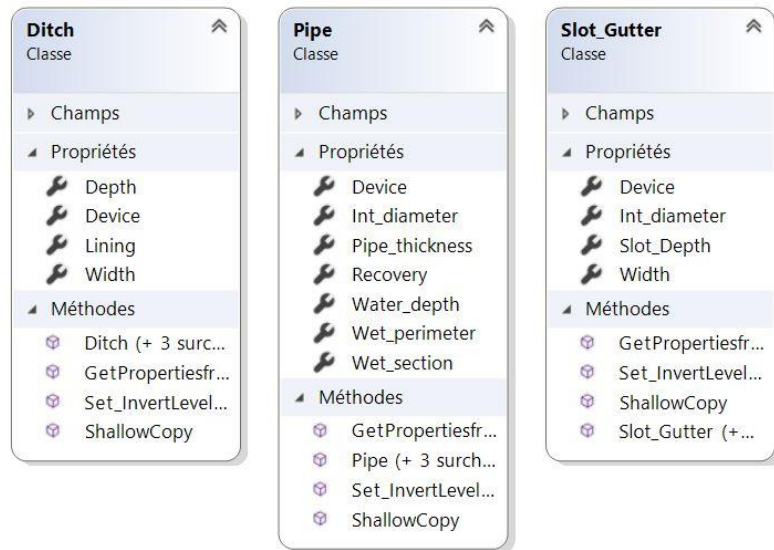 Ditch
Classe
Champs
Propriétés
Depth
Device
Lining
Width
Méthodes
Ditch (+ 3 surc...
GetPropertiesfr...
Set_InvertLevel...
ShallowCopy
Pipe
Classe
Champs
Propriétés
Device
Int_diameter
Pipe_thickness
Recovery
Water_depth
Wet_perimeter
Wet_section
Méthodes
GetPropertiesfr...
Pipe (+ 3 surch...
Set_InvertLevel...
ShallowCopy
Slot_Gutter
Classe
Champs
Propriétés
Device
Int_diameter
Slot_Depth
Width
Méthodes
GetPropertiesfr...
Set_InvertLevel...
ShallowCopy
Slot_Gutter (+...